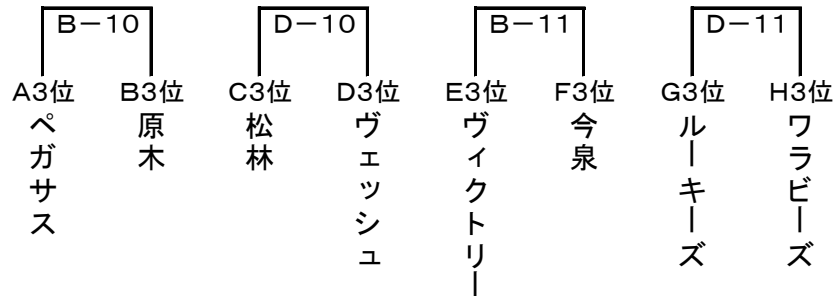 B－10
D－10
B－11
D－11
A3位
B3位
C3位
D3位
E3位
F3位
G3位
H3位
ペガサス
原木
松林
ヴェッシュ
ヴィクトリー
今泉
ルーキーズ
ワラビーズ